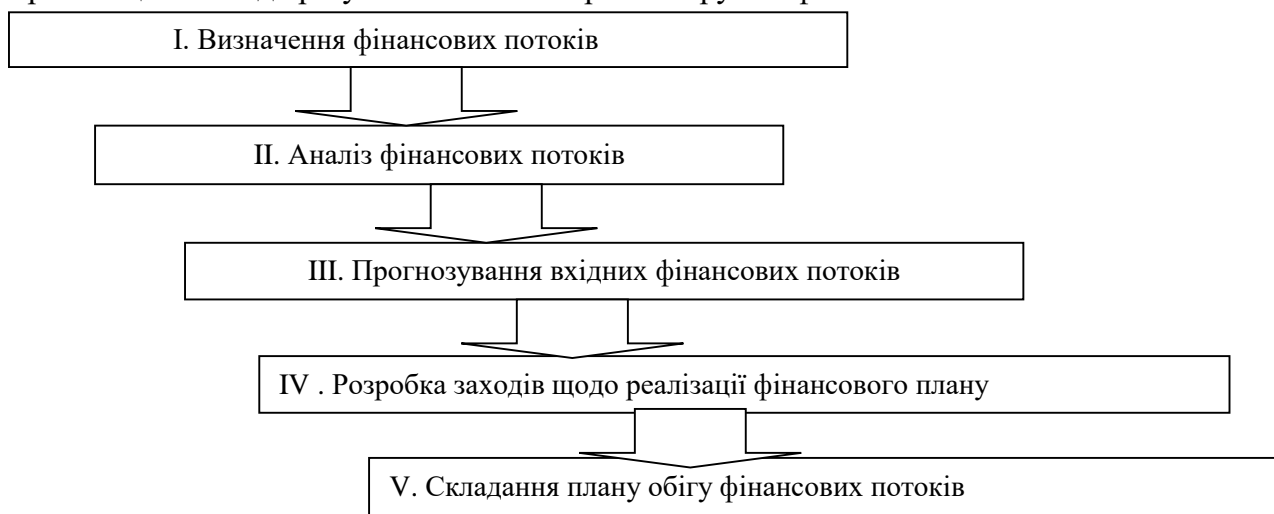 І. Визначення фінансових потоків
ІІ. Аналіз фінансових потоків
ІІІ. Прогнозування вхідних фінансових потоків
IV . Розробка заходів щодо реалізації фінансового плану
V. Складання плану обігу фінансових потоків